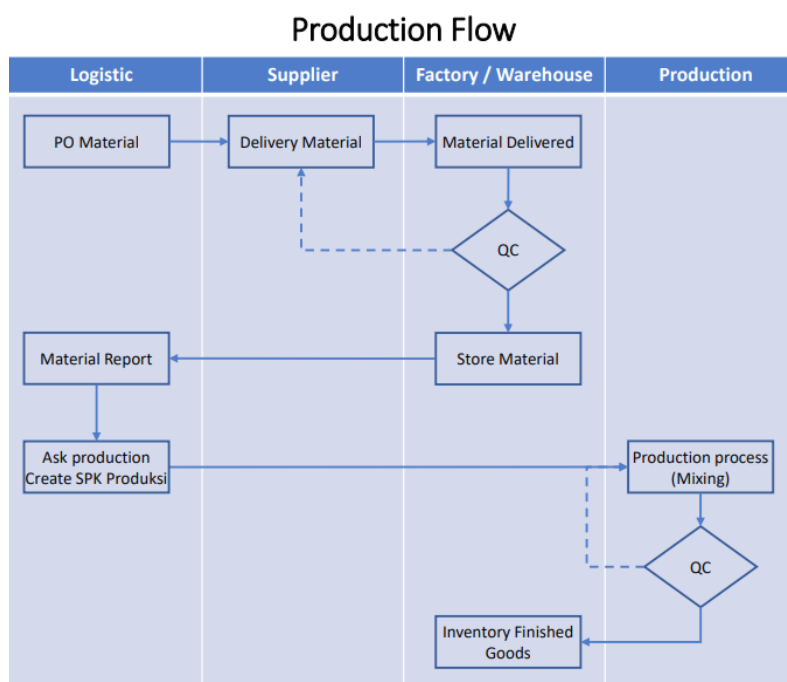 Production Flow
Logistic
Supplier
Factory / Warehouse
Production
PO Material
Delivery Material
Material Delivered
QC
Material Report
Store Material
Ask production
Create SPK Produksi
Production process
(Mixing)
QC
Inventory Finished
Goods